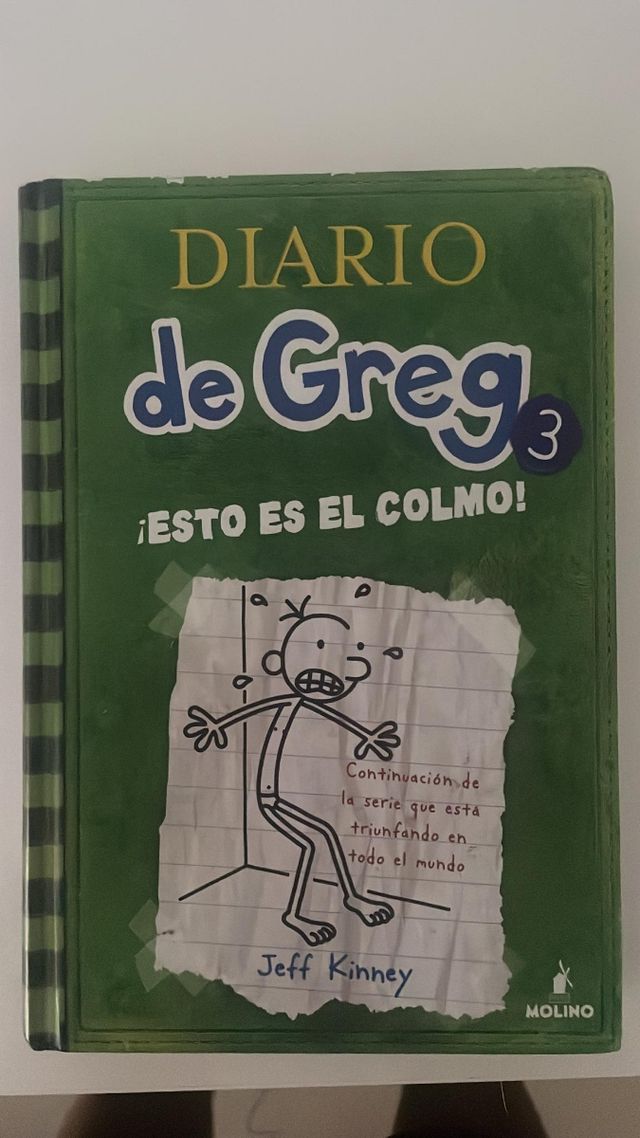 DIARIO
de Greg 3
¡ESTO ES EL COLMO!
Continuación de
la serie que está
triunfando en
todo el mundo
Jeff Kinney
MOLINO